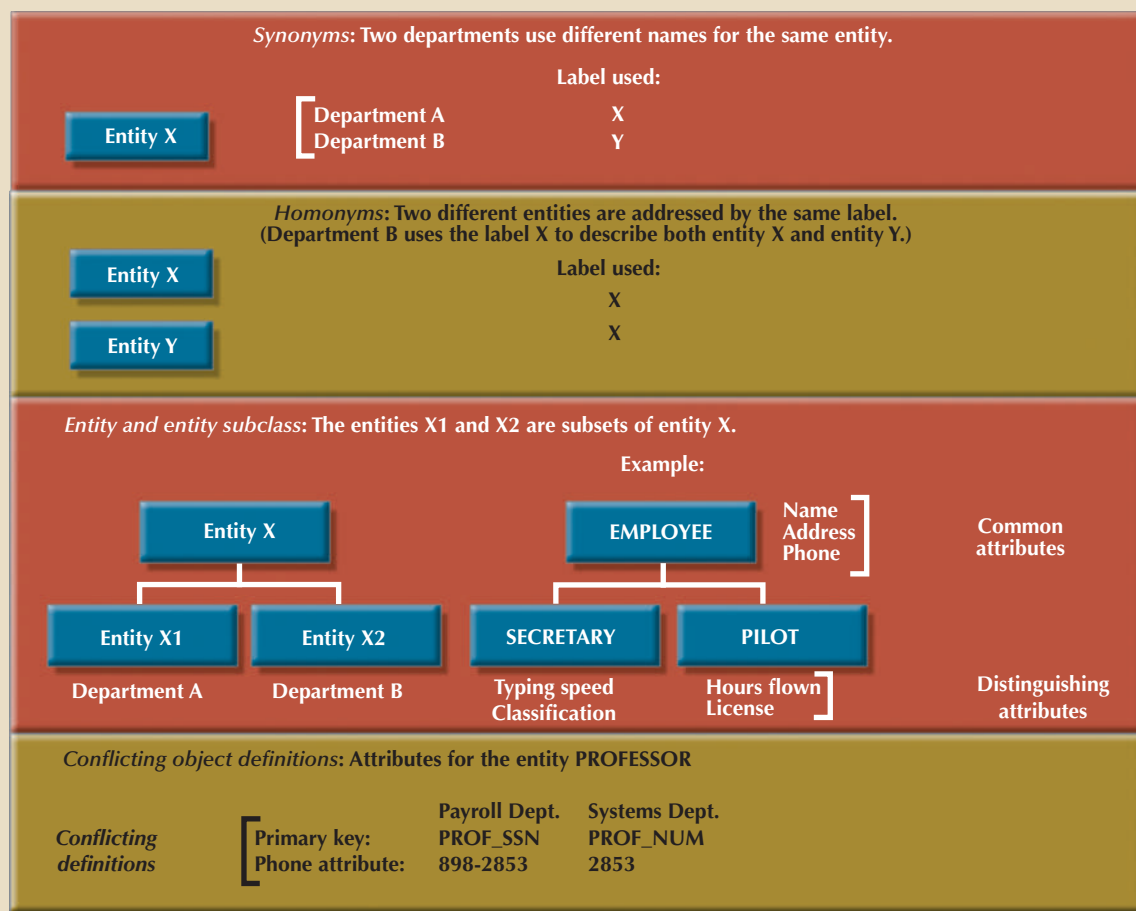 Synonyms: Two departments use different names for the same entity.
Label used:
Entity X
Department A X
Department B Y
Homonyms: Two different entities are addressed by the same label.
(Department B uses the label X to describe both entity X and entity Y.)
Entity X
Label used:
X
X
Entity Y
Entity and entity subclass: The entities X1 and X2 are subsets of entity X.
Example:
Entity X
EMPLOYEE
Name
Address
Phone
Common
attributes
Entity X1
Entity X2
SECRETARY
PILOT
Department A
Department B
Typing speed
Classification
Hours flown
License
Distinguishing
attributes
Conflicting object definitions: Attributes for the entity PROFESSOR
Payroll Dept. Systems Dept.
Conflicting
definitions
Primary key: PROF_SSN PROF_NUM
Phone attribute: 898-2853 2853